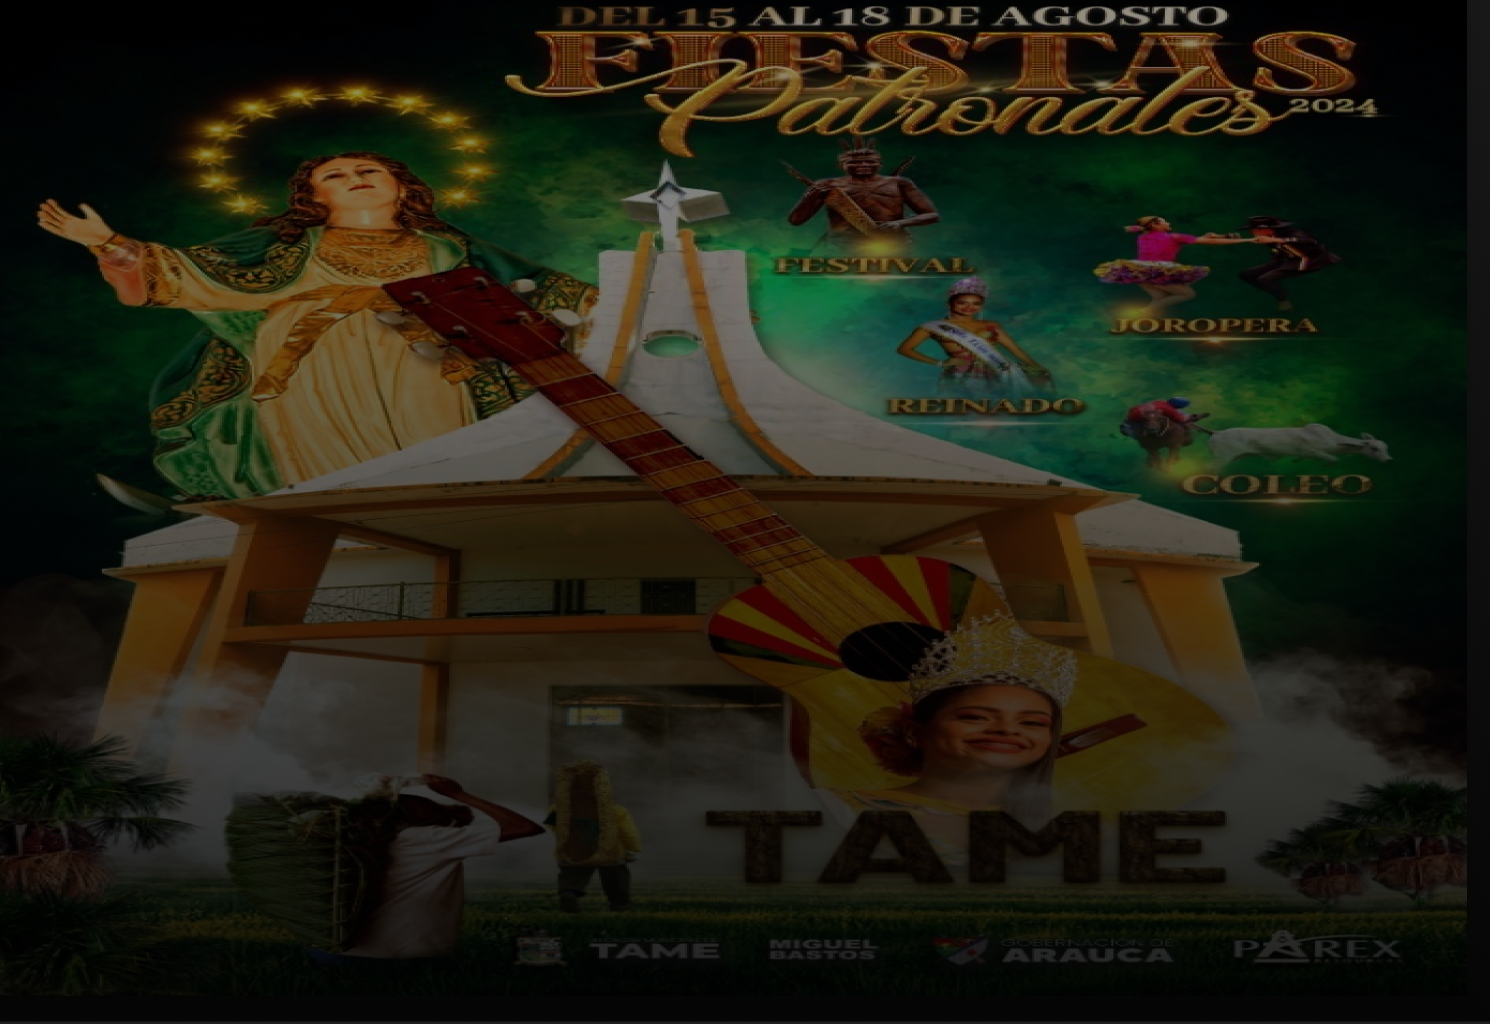 DEL 15 AL 18 DE AGOSTO
FIESTAS
Patronales 2024
FESTIVAL
JOROPERA
REINADO
COLEO
TAME
TAME
MIGUEL
BASTOS
GOBERNACIÓN DE
ARAUCA
PAREX